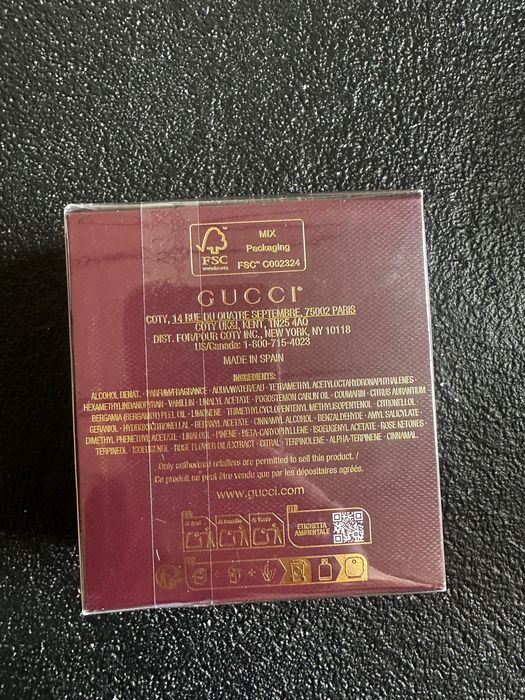 MIX
Packaging
FSC™ C002324
FSC
www.fsc.org
GUCCI
COTY, 14 RUE DU QUATRE SEPTEMBRE, 75002 PARIS
COTY UK&I, KENT, TN25 4AQ
DIST. FOR/POUR COTY INC., NEW YORK, NY 10118
US/Canada: 1-800-715-4023
MADE IN SPAIN
INGREDIENTS:
ALCOHOL DENAT. · PARFUM/FRAGRANCE · AQUA/WATER/EAU · TETRAMETHYL ACETYLOCTAHYDRONAPHTHALENES ·
HEXAMETHYLINDANOPYRAN · VANILLIN · LINALYL ACETATE · POGOSTEMON CABLIN OIL · COUMARIN · CITRUS AURANTIUM
BERGAMIA (BERGAMOT) PEEL OIL · LIMONENE · TRIMETHYLCYCLOPENTENYL METHYLISOPENTENOL · CITRONELLOL ·
GERANIOL · HYDROXYCITRONELLAL · GERANYL ACETATE · CINNAMYL ALCOHOL · BENZALDEHYDE · AMYL SALICYLATE
DIMETHYL PHENETHYL ACETATE · LINALOOL · PINENE · BETA-CARYOPHYLLENE · ISOEUGENYL ACETATE · ROSE KETONES ·
TERPINEOL · ISOEUGENOL · ROSE FLOWER OIL/EXTRACT · CITRAL · TERPINOLENE · ALPHA-TERPINENE · CINNAMAL.
Only authorized retailers are permitted to sell this product. /
Ce produit ne peut être vendu que par les dépositaires agréés.
www.gucci.com
ETICHETTA
AMBIENTALE